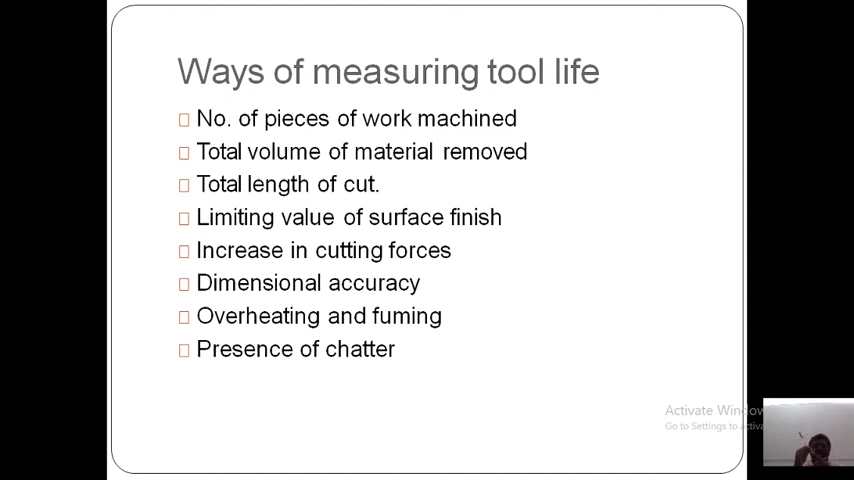 Ways of measuring tool life
No. of pieces of work machined
Total volume of material removed
Total length of cut.
Limiting value of surface finish
Increase in cutting forces
Dimensional accuracy
Overheating and fuming
Presence of chatter
Activate Window
Go to Settings to activa